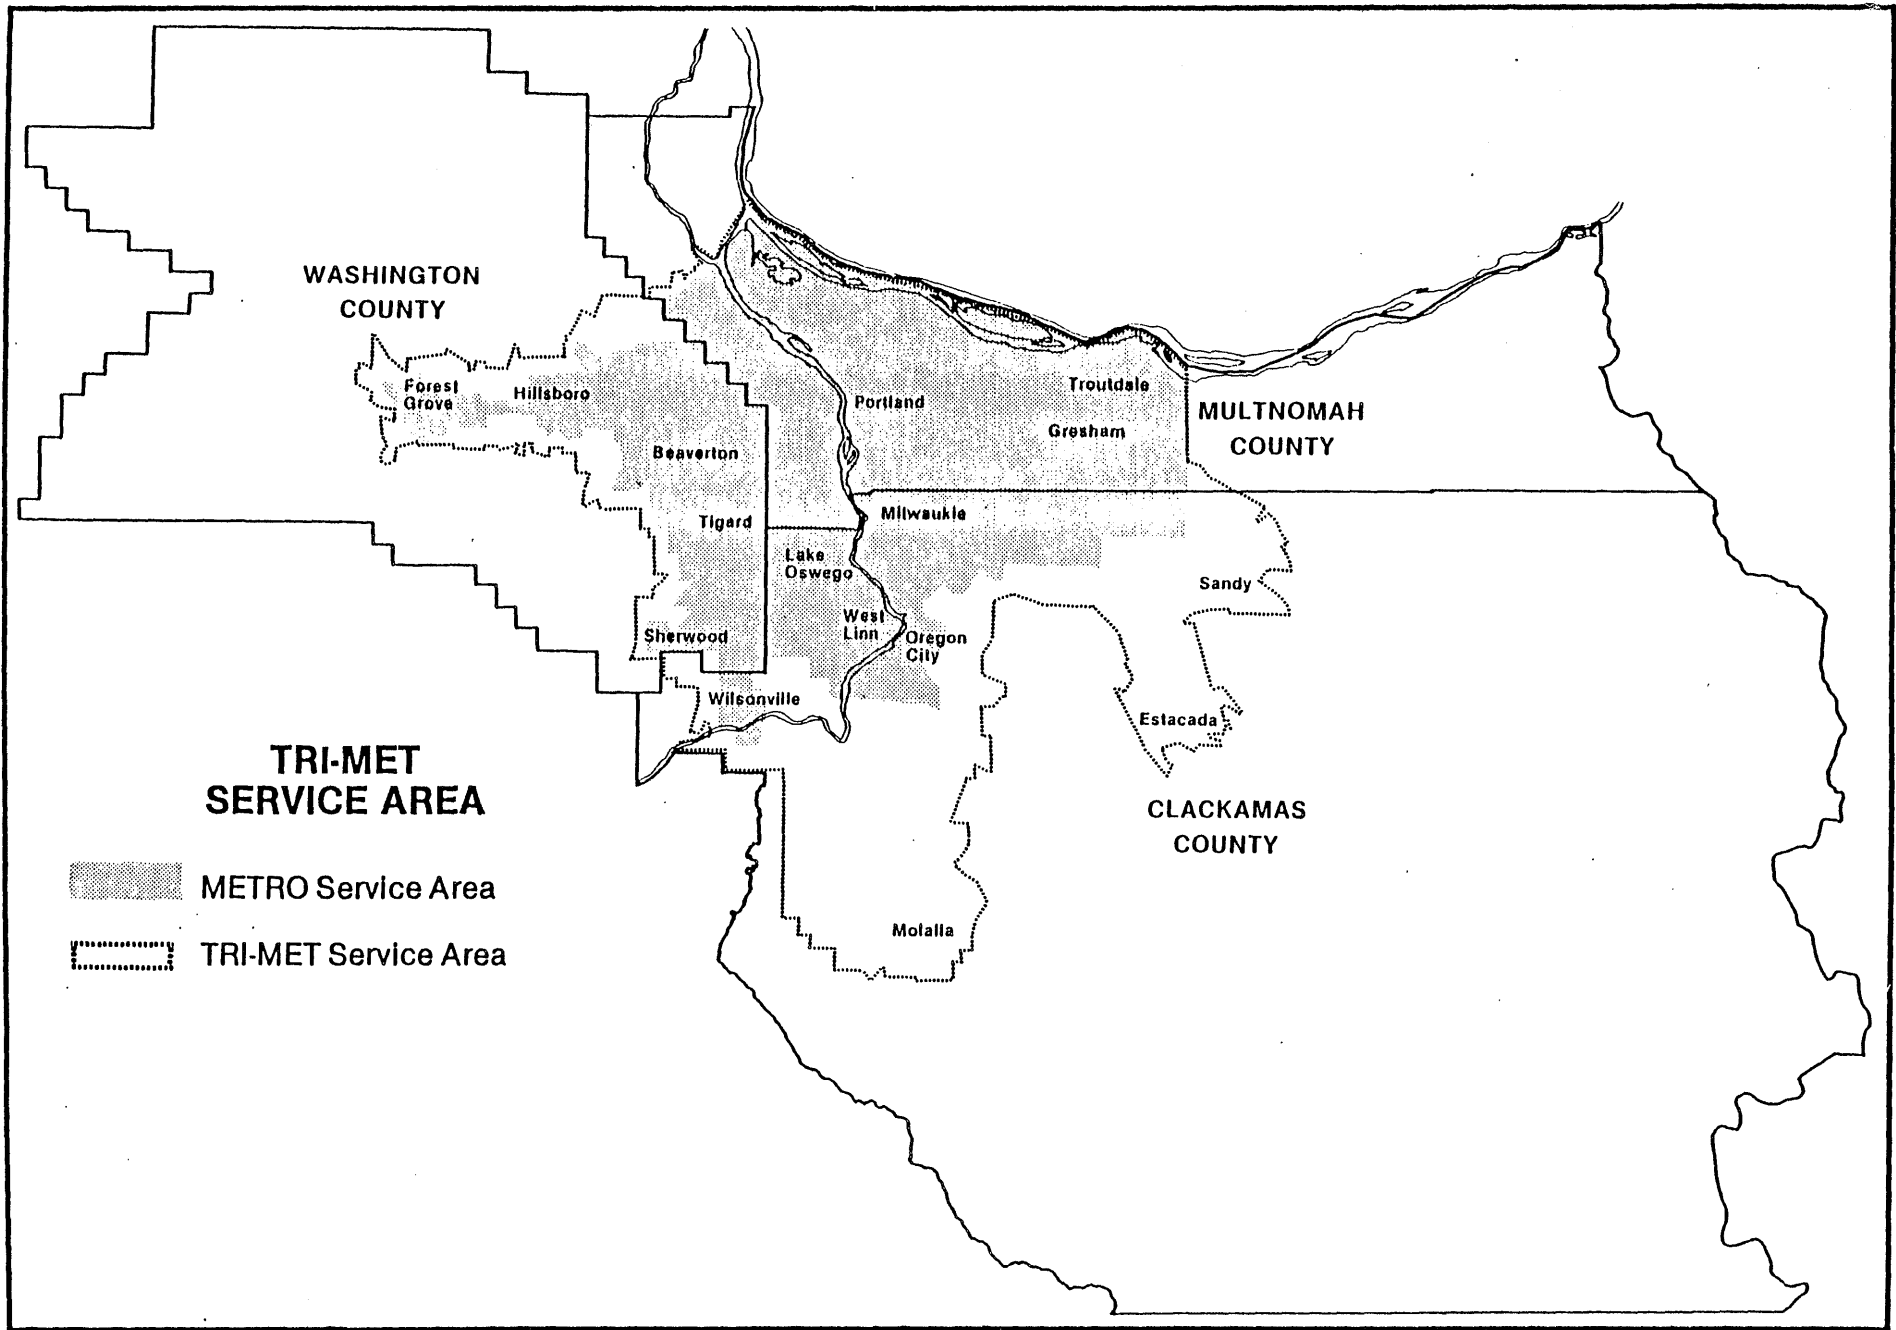 WASHINGTON
COUNTY
Forest
Grove
Hillsboro
Beaverton
Portland
Troutdale
Gresham
MULTNOMAH
COUNTY
Tigard
Milwaukie
Lake
Oswego
Sandy
West
Linn
Oregon
City
Sherwood
Wilsonville
Estacada
TRI-MET
SERVICE AREA
METRO Service Area
TRI-MET Service Area
CLACKAMAS
COUNTY
Molalla